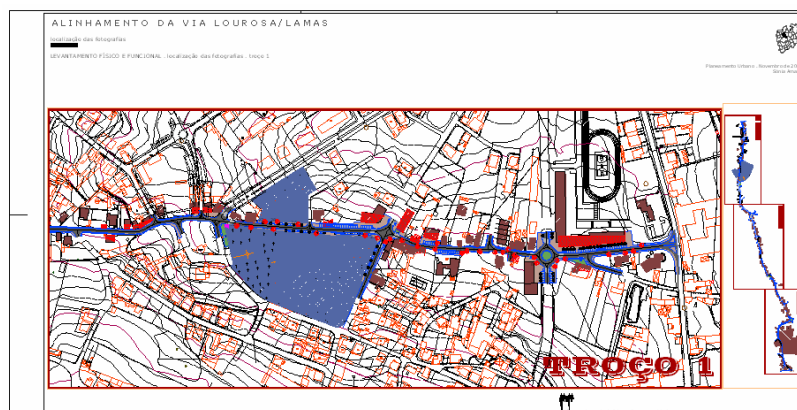 ALINHAMENTO DA VIA LOUROSA/LAMAS
localização das fotografias
LEVANTAMENTO FÍSICO E FUNCIONAL . localização das fotografias . troço 1
Planeamento Urbano . Novembro de 20
TROÇO 1